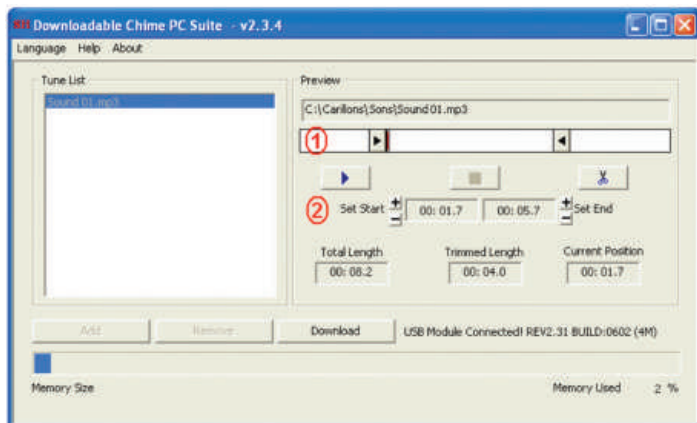 Downloadable Chime PC Suite - v2.3.4
Language Help About
Tune List
Sound 01.mp3
Preview
C:\Carillons\Sons\Sound 01.mp3
1
2 Set Start + - 00: 01.7 00: 05.7 + - Set End
Total Length Trimmed Length Current Position
00: 08.2 00: 04.0 00: 01.7
Add Remove Download USB Module Connected! REV2.31 BUILD:0602 (4M)
Memory Size Memory Used 2 %